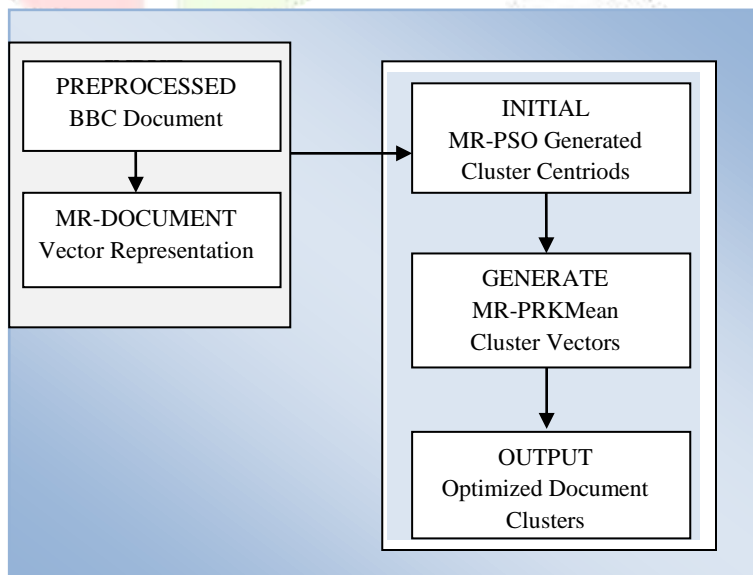 PREPROCESSED
BBC Document
MR-DOCUMENT
Vector Representation
INITIAL
MR-PSO Generated
Cluster Centriods
GENERATE
MR-PRKMean
Cluster Vectors
OUTPUT
Optimized Document
Clusters